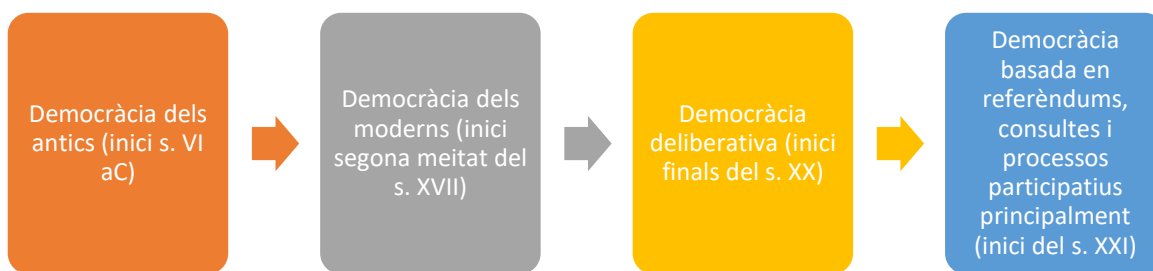 Democràcia dels
antics (inici s. VI
aC)
Democràcia dels
moderns (inici
segona meitat del
s. XVII)
Democràcia
deliberativa (inici
finals del s. XX)
Democràcia
basada en
referèndums,
consultes i
processos
participatius
principalment
(inici del s. XXI)